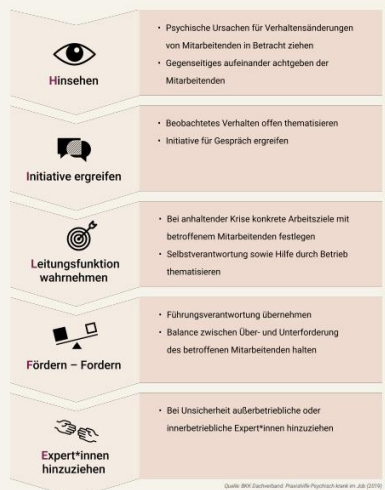 Hinsehen
• Psychische Ursachen für Verhaltensänderungen
von Mitarbeitenden in Betracht ziehen
• Gegenseitiges aufeinander achtgeben der
Mitarbeitenden
Initiative ergreifen
• Beobachtetes Verhalten offen thematisieren
• Initiative für Gespräch ergreifen
Leitungsfunktion
wahrnehmen
• Bei anhaltender Krise konkrete Arbeitsziele mit
betroffenem Mitarbeitenden festlegen
• Selbstverantwortung sowie Hilfe durch Betrieb
thematisieren
Fördern – Fordern
• Führungsverantwortung übernehmen
• Balance zwischen Über- und Unterforderung
des betroffenen Mitarbeitenden halten
Expert*innen
hinzuziehen
• Bei Unsicherheit außerbetriebliche oder
innerbetriebliche Expert*innen hinzuziehen
Quelle: BKK Dachverband: Praxishilfe Psychisch krank im Job (2019)